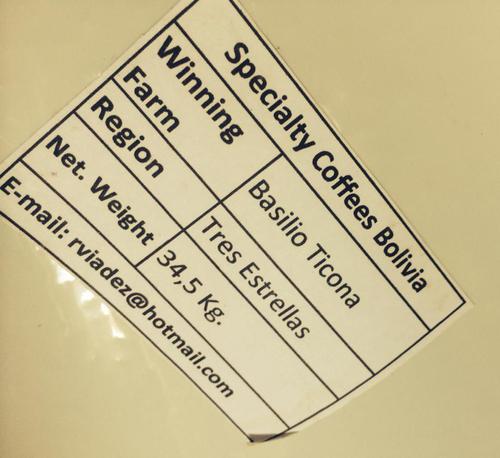 Specialty Coffees Bolivia
Winning Basilio Ticona
Farm
Region Tres Estrellas
Net. Weight 34,5 Kg.
E-mail: rviadez@hotmail.com